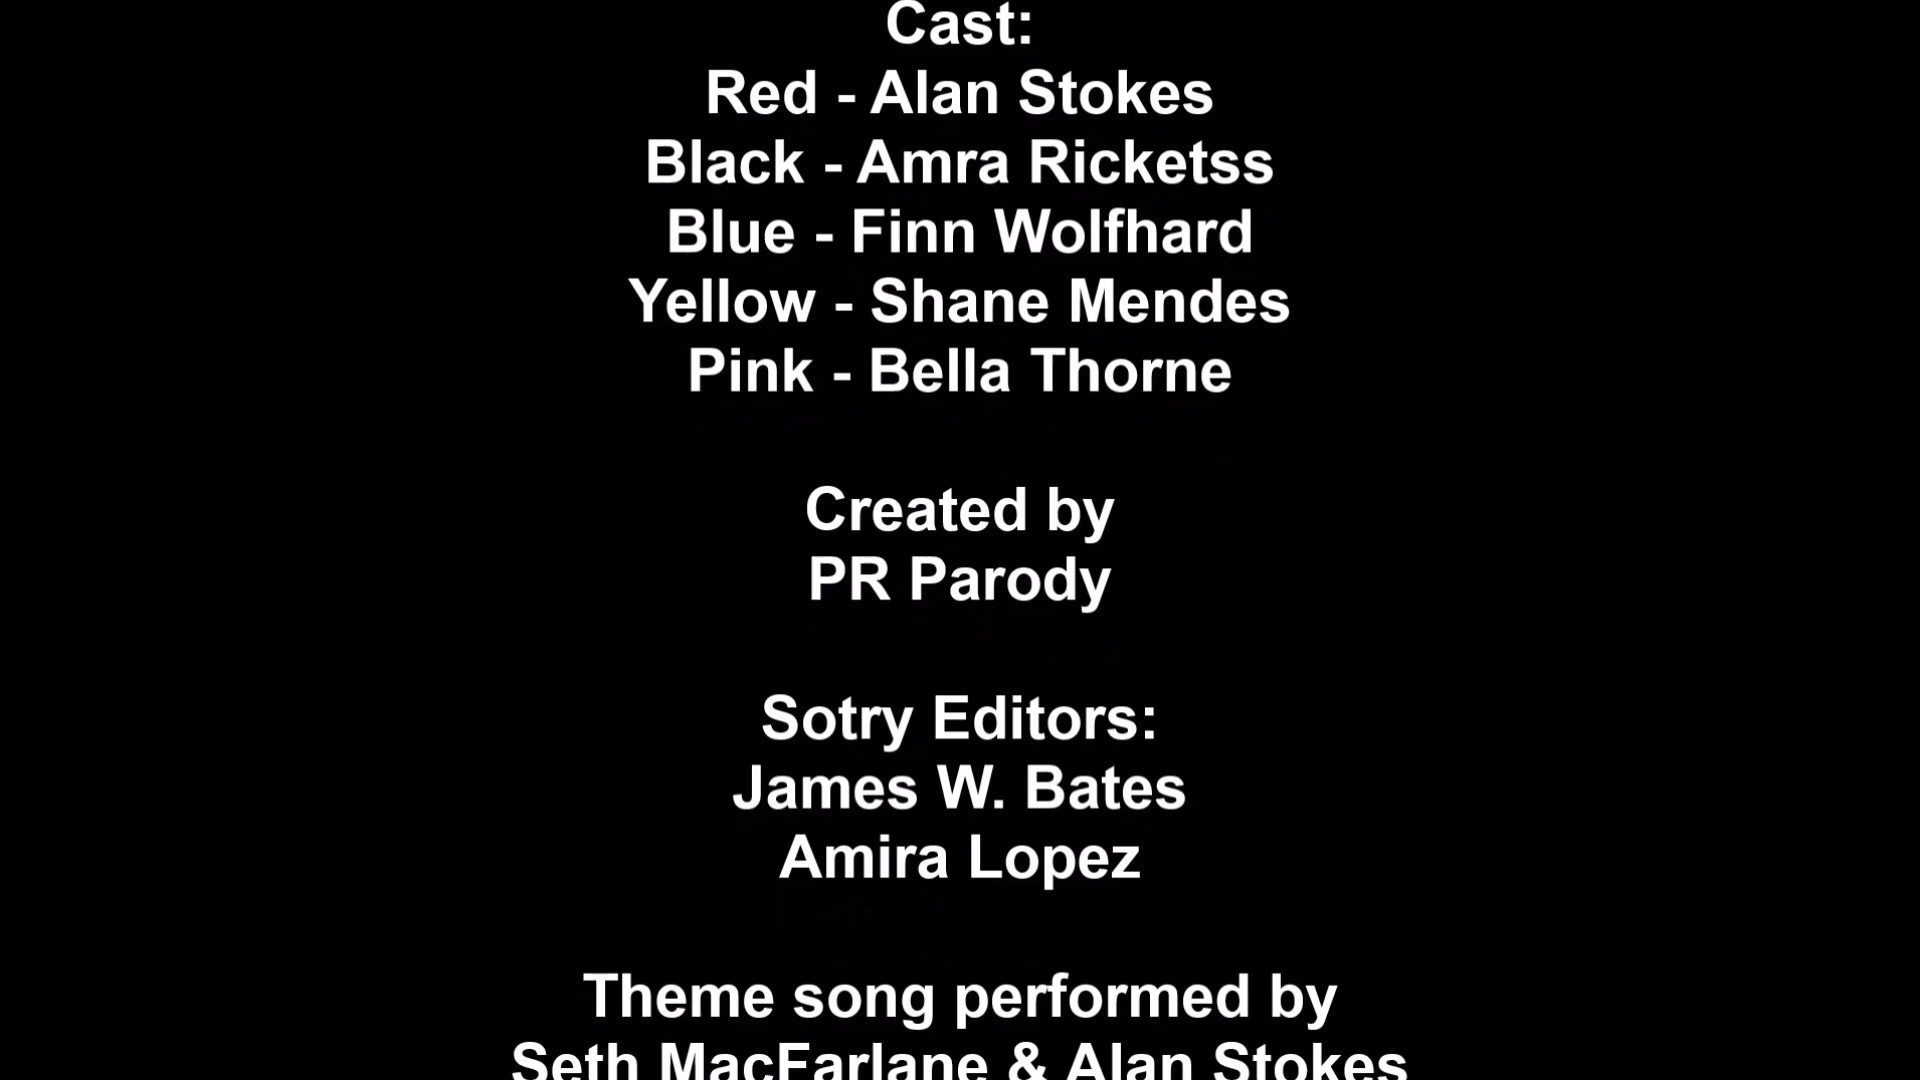 Cast:
Red - Alan Stokes
Black - Amra Ricketss
Blue - Finn Wolfhard
Yellow - Shane Mendes
Pink - Bella Thorne
Created by
PR Parody
Sotry Editors:
James W. Bates
Amira Lopez
Theme song performed by
Seth MacFarlane & Alan Stokes